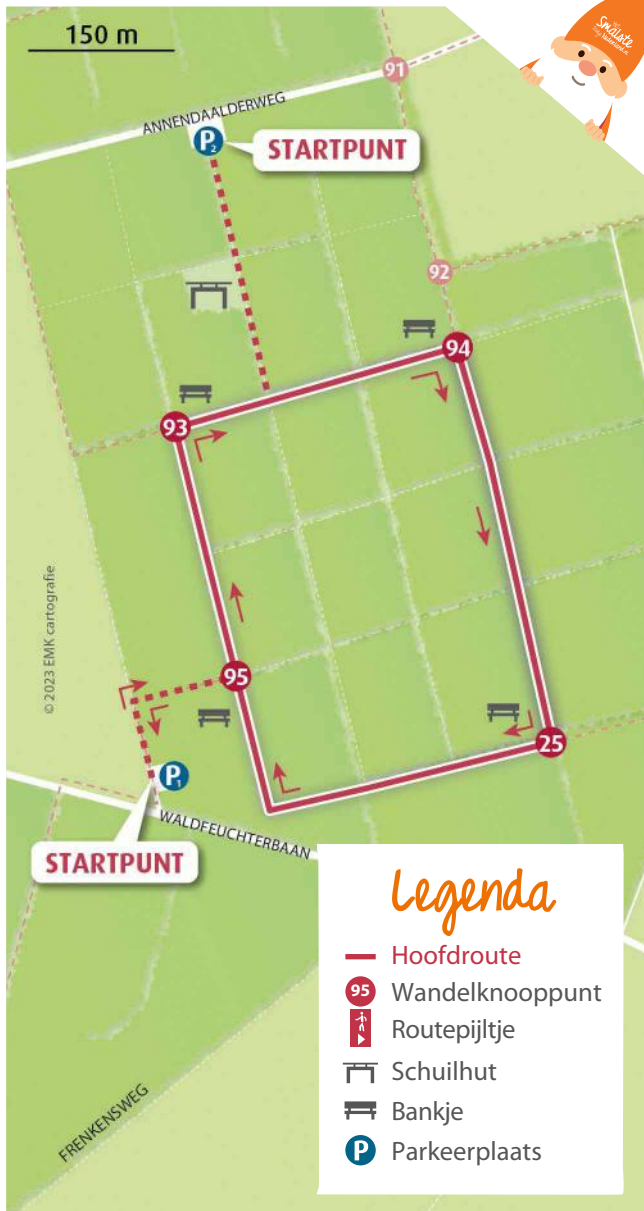 150 m
Smalste
91
ANNENDAALDERWEG
P2
STARTPUNT
92
94
93
© 2023 EMK cartografie
95
25
P1
WALDFEUCHTERBAAN
STARTPUNT
FRENKENSWEG
Legenda
Hoofdroute
95 Wandelknooppunt
Routepijltje
Schuilhut
Bankje
P Parkeerplaats